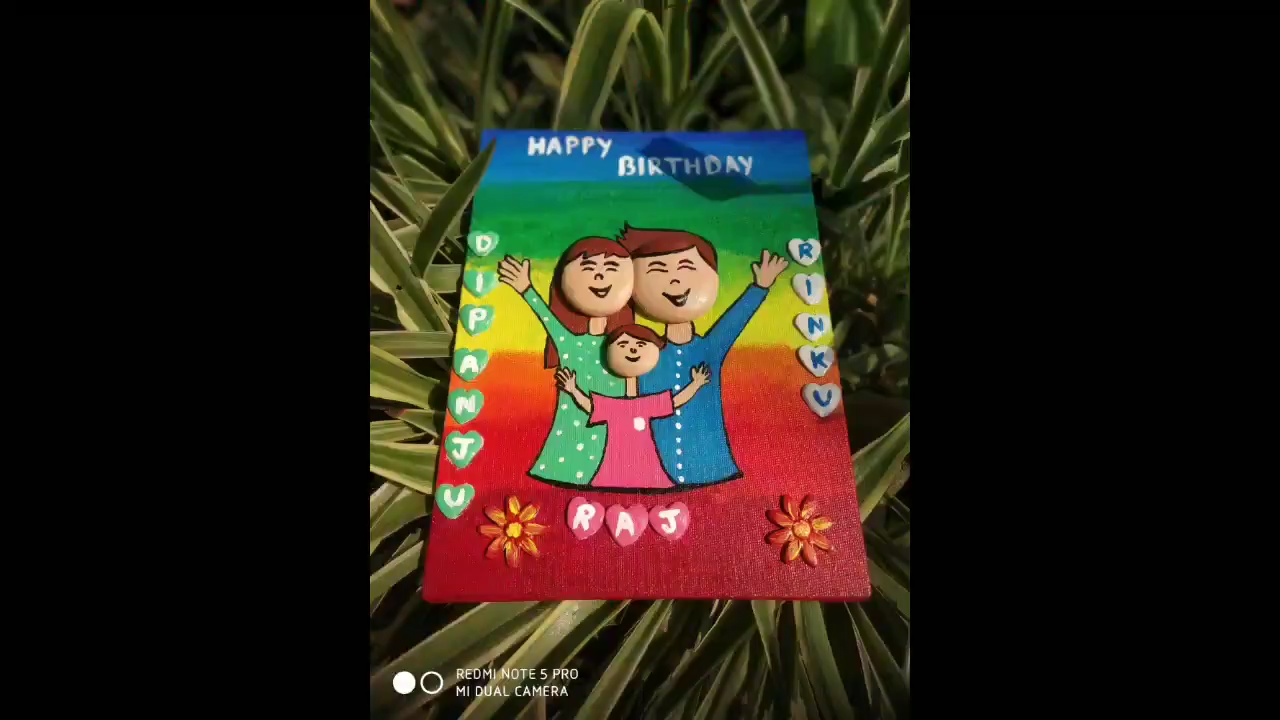 HAPPY
BIRTHDAY
DIPANJU
RINKU
RAJ
REDMI NOTE 5 PRO
MI DUAL CAMERA